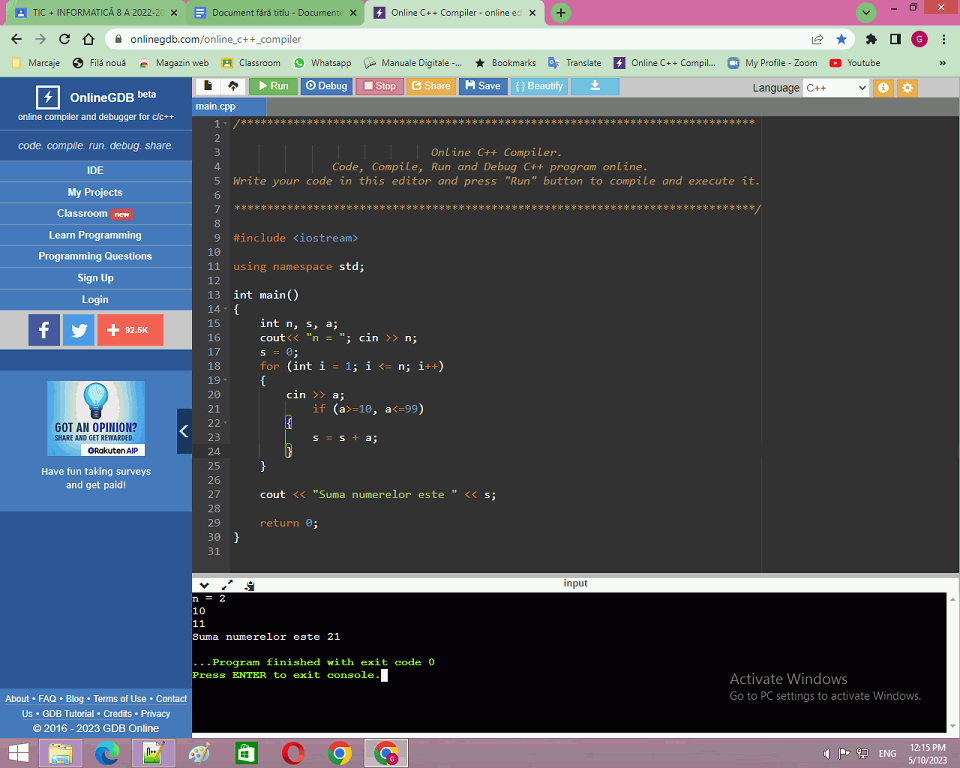 TIC + INFORMATICĂ 8 A 2022-20
Document fără titlu - Documente
Online C++ Compiler - online ed
onlinegdb.com/online_c++_compiler
G
Marcaje
Filă nouă
Magazin web
Classroom
Whatsapp
Manuale Digitale -...
Bookmarks
Translate
Online C++ Compil...
My Profile - Zoom
Youtube
»
OnlineGDB beta
online compiler and debugger for c/c++
code. compile. run. debug. share.
IDE
My Projects
Classroom new
Learn Programming
Programming Questions
Sign Up
Login
f
+ 92.5K
GOT AN OPINION?
SHARE AND GET REWARDED.
Rakuten AIP
Have fun taking surveys
and get paid!
About • FAQ • Blog • Terms of Use • Contact
Us • GDB Tutorial • Credits • Privacy
© 2016 - 2023 GDB Online
Run Debug Stop Share Save { } Beautify
Language C++
main.cpp
1 /******************************************************************************
2
3 Online C++ Compiler.
4 Code, Compile, Run and Debug C++ program online.
5 Write your code in this editor and press "Run" button to compile and execute it.
6
7 *******************************************************************************/
8
9 #include <iostream>
10
11 using namespace std;
12
13 int main()
14 {
15 int n, s, a;
16 cout<< "n = "; cin >> n;
17 s = 0;
18 for (int i = 1; i <= n; i++)
19 {
20 cin >> a;
21 if (a>=10, a<=99)
22 {
23 s = s + a;
24 }
25 }
26
27 cout << "Suma numerelor este " << s;
28
29 return 0;
30 }
31
input
n = 2
10
11
Suma numerelor este 21
...Program finished with exit code 0
Press ENTER to exit console.
Activate Windows
Go to PC settings to activate Windows.
ENG
12:15 PM
5/10/2023